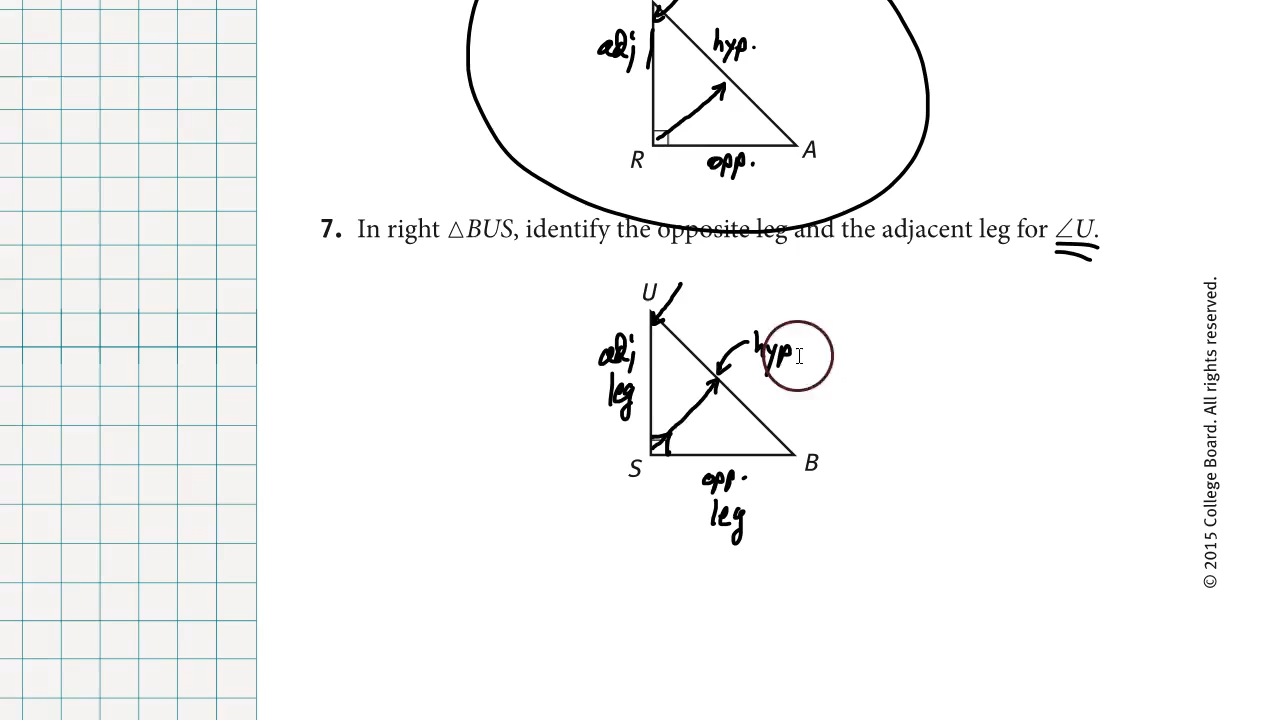 adj
hyp.
R
A
opp.
7. In right △BUS, identify the opposite leg and the adjacent leg for ∠U.
U
adj
leg
hyp
S
B
opp.
leg
© 2015 College Board. All rights reserved.